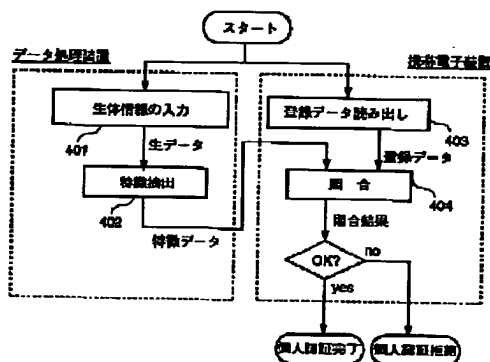 スタート
データ処理装置
携帯電子装置
生体情報の入力
401
生データ
特徴抽出
402
特徴データ
登録データ読み出し
403
登録データ
照合
404
照合結果
OK?
no
yes
個人認証完了
個人認証拒絶